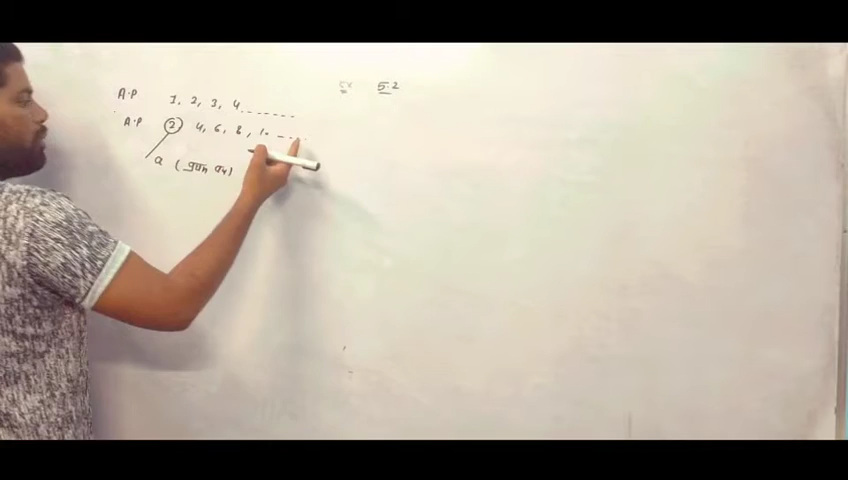 A.P 1, 2, 3, 4 -------
Ex 5.2
A.P 2 4, 6, 8, 10 ----
a (प्रथम पद)